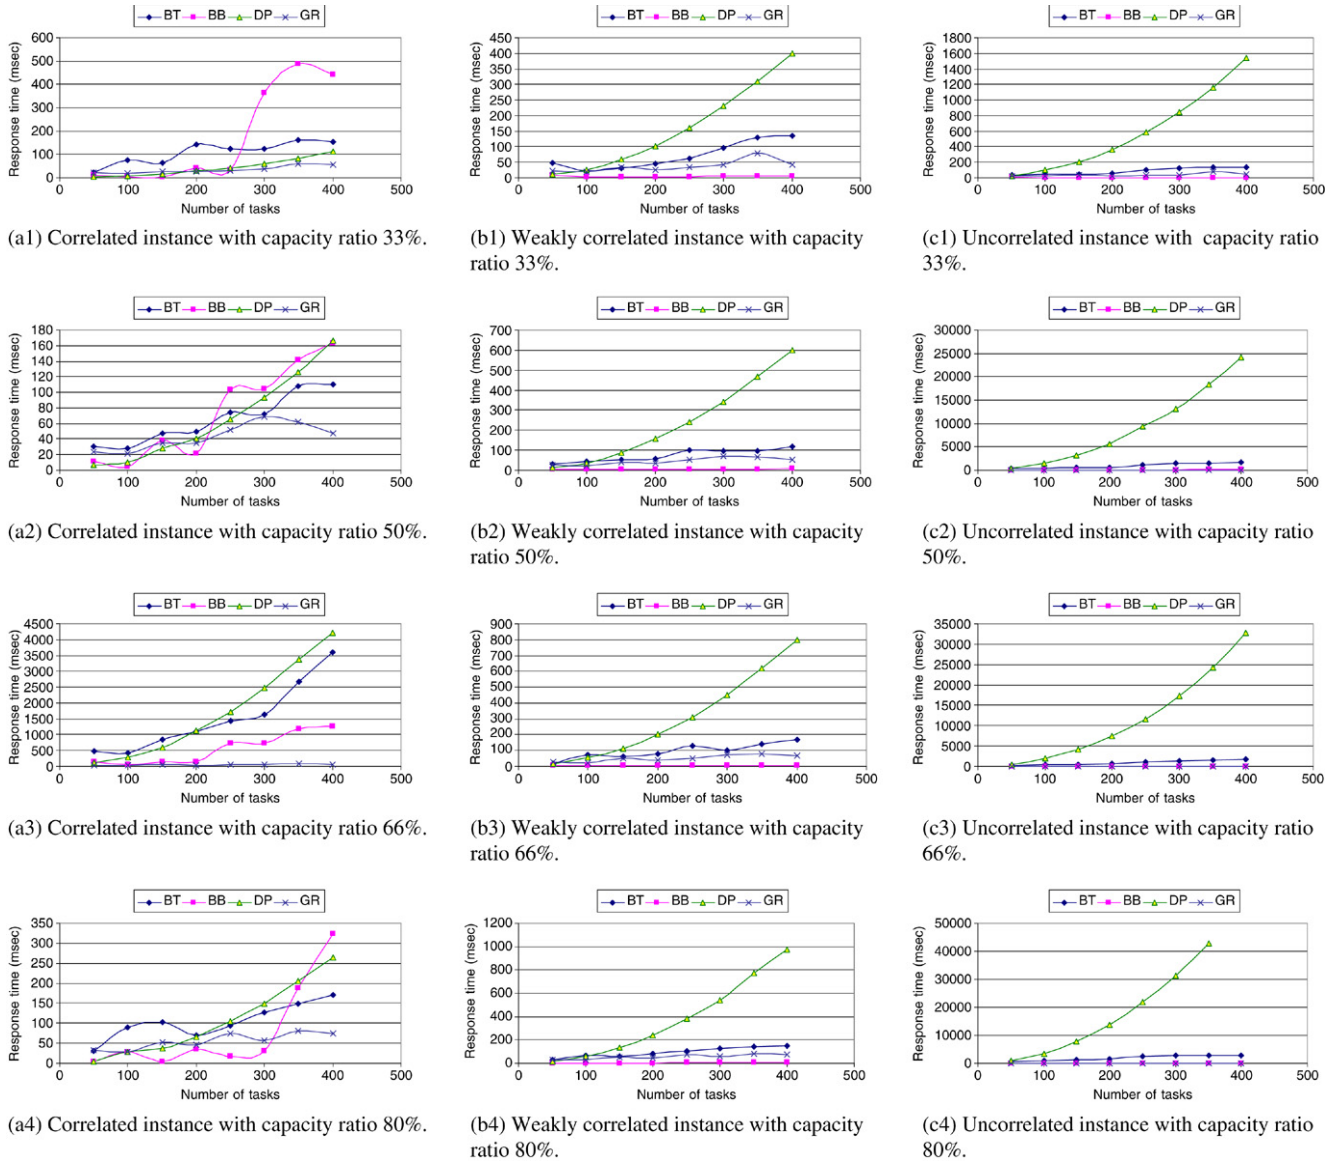 BT BB DP GR
Response time (msec)
600
500
400
300
200
100
0
0 100 200 300 400 500
Number of tasks
(a1) Correlated instance with capacity ratio 33%.
BT BB DP GR
Response time (msec)
450
400
350
300
250
200
150
100
50
0
0 100 200 300 400 500
Number of tasks
(b1) Weakly correlated instance with capacity
ratio 33%.
BT BB DP GR
Response time (msec)
1800
1600
1400
1200
1000
800
600
400
200
0
0 100 200 300 400 500
Number of tasks
(c1) Uncorrelated instance with capacity ratio
33%.
BT BB DP GR
Response time (msec)
180
160
140
120
100
80
60
40
20
0
0 100 200 300 400 500
Number of tasks
(a2) Correlated instance with capacity ratio 50%.
BT BB DP GR
Response time (msec)
700
600
500
400
300
200
100
0
0 100 200 300 400 500
Number of tasks
(b2) Weakly correlated instance with capacity
ratio 50%.
BT BB DP GR
Response time (msec)
30000
25000
20000
15000
10000
5000
0
0 100 200 300 400 500
Number of tasks
(c2) Uncorrelated instance with capacity ratio
50%.
BT BB DP GR
Response time (msec)
4500
4000
3500
3000
2500
2000
1500
1000
500
0
0 100 200 300 400 500
Number of tasks
(a3) Correlated instance with capacity ratio 66%.
BT BB DP GR
Response time (msec)
900
800
700
600
500
400
300
200
100
0
0 100 200 300 400 500
Number of tasks
(b3) Weakly correlated instance with capacity
ratio 66%.
BT BB DP GR
Response time (msec)
35000
30000
25000
20000
15000
10000
5000
0
0 100 200 300 400 500
Number of tasks
(c3) Uncorrelated instance with capacity ratio
66%.
BT BB DP GR
Response time (msec)
350
300
250
200
150
100
50
0
0 100 200 300 400 500
Number of tasks
(a4) Correlated instance with capacity ratio 80%.
BT BB DP GR
Response time (msec)
1200
1000
800
600
400
200
0
0 100 200 300 400 500
Number of tasks
(b4) Weakly correlated instance with capacity
ratio 80%.
BT BB DP GR
Response time (msec)
50000
40000
30000
20000
10000
0
0 100 200 300 400 500
Number of tasks
(c4) Uncorrelated instance with capacity ratio
80%.